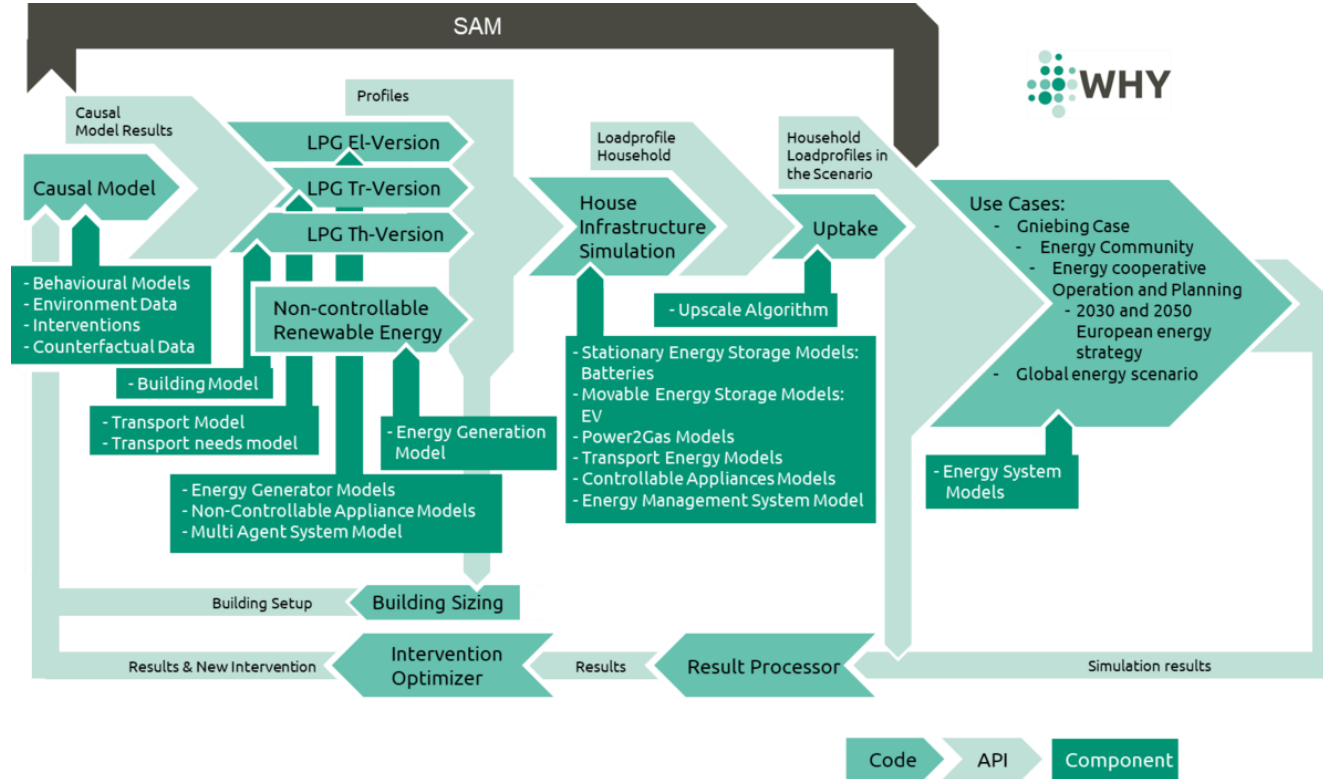 SAM
WHY
Causal
Model Results
Profiles
Loadprofile
Household
Household
Loadprofiles in
the Scenario
Causal Model
LPG El-Version
LPG Tr-Version
LPG Th-Version
Non-controllable
Renewable Energy
House
Infrastructure
Simulation
Uptake
Use Cases:
- Gniebing Case
- Energy Community
- Energy cooperative
Operation and Planning
- 2030 and 2050
European energy
strategy
- Global energy scenario
- Behavioural Models
- Environment Data
- Interventions
- Counterfactual Data
- Building Model
- Transport Model
- Transport needs model
- Energy Generator Models
- Non-Controllable Appliance Models
- Multi Agent System Model
- Energy Generation
Model
- Stationary Energy Storage Models:
Batteries
- Movable Energy Storage Models:
EV
- Power2Gas Models
- Transport Energy Models
- Controllable Appliances Models
- Energy Management System Model
- Upscale Algorithm
- Energy System
Models
Building Setup
Building Sizing
Results & New Intervention
Intervention
Optimizer
Results
Result Processor
Simulation results
Code
API
Component